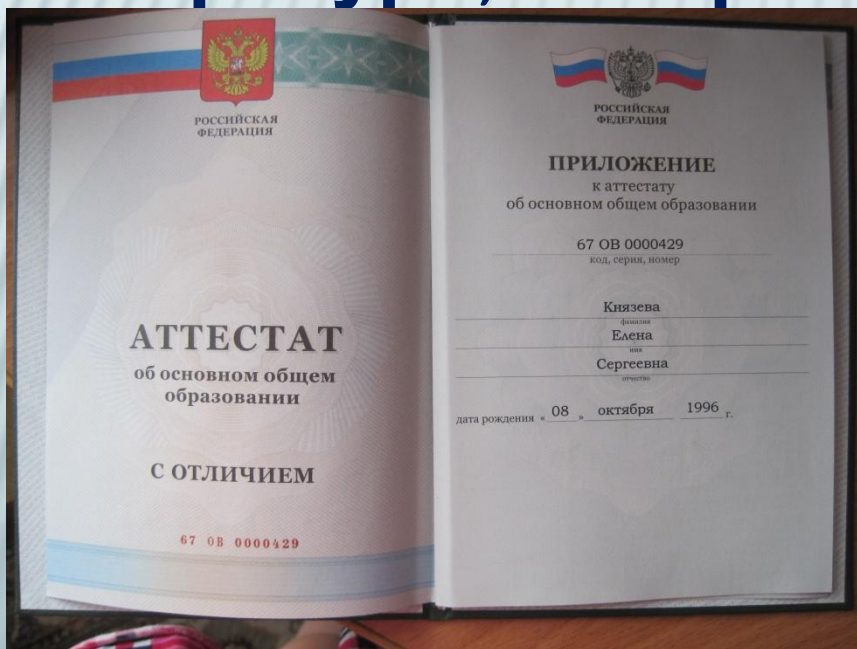 РОССИЙСКАЯ
ФЕДЕРАЦИЯ
АТТЕСТАТ
об основном общем
образовании
С ОТЛИЧИЕМ
67 ОВ 0000429
РОССИЙСКАЯ
ФЕДЕРАЦИЯ
ПРИЛОЖЕНИЕ
к аттестату
об основном общем образовании
67 ОВ 0000429
код, серия, номер
Князева
фамилия
Елена
имя
Сергеевна
отчество
дата рождения « 08 » октября 1996 г.